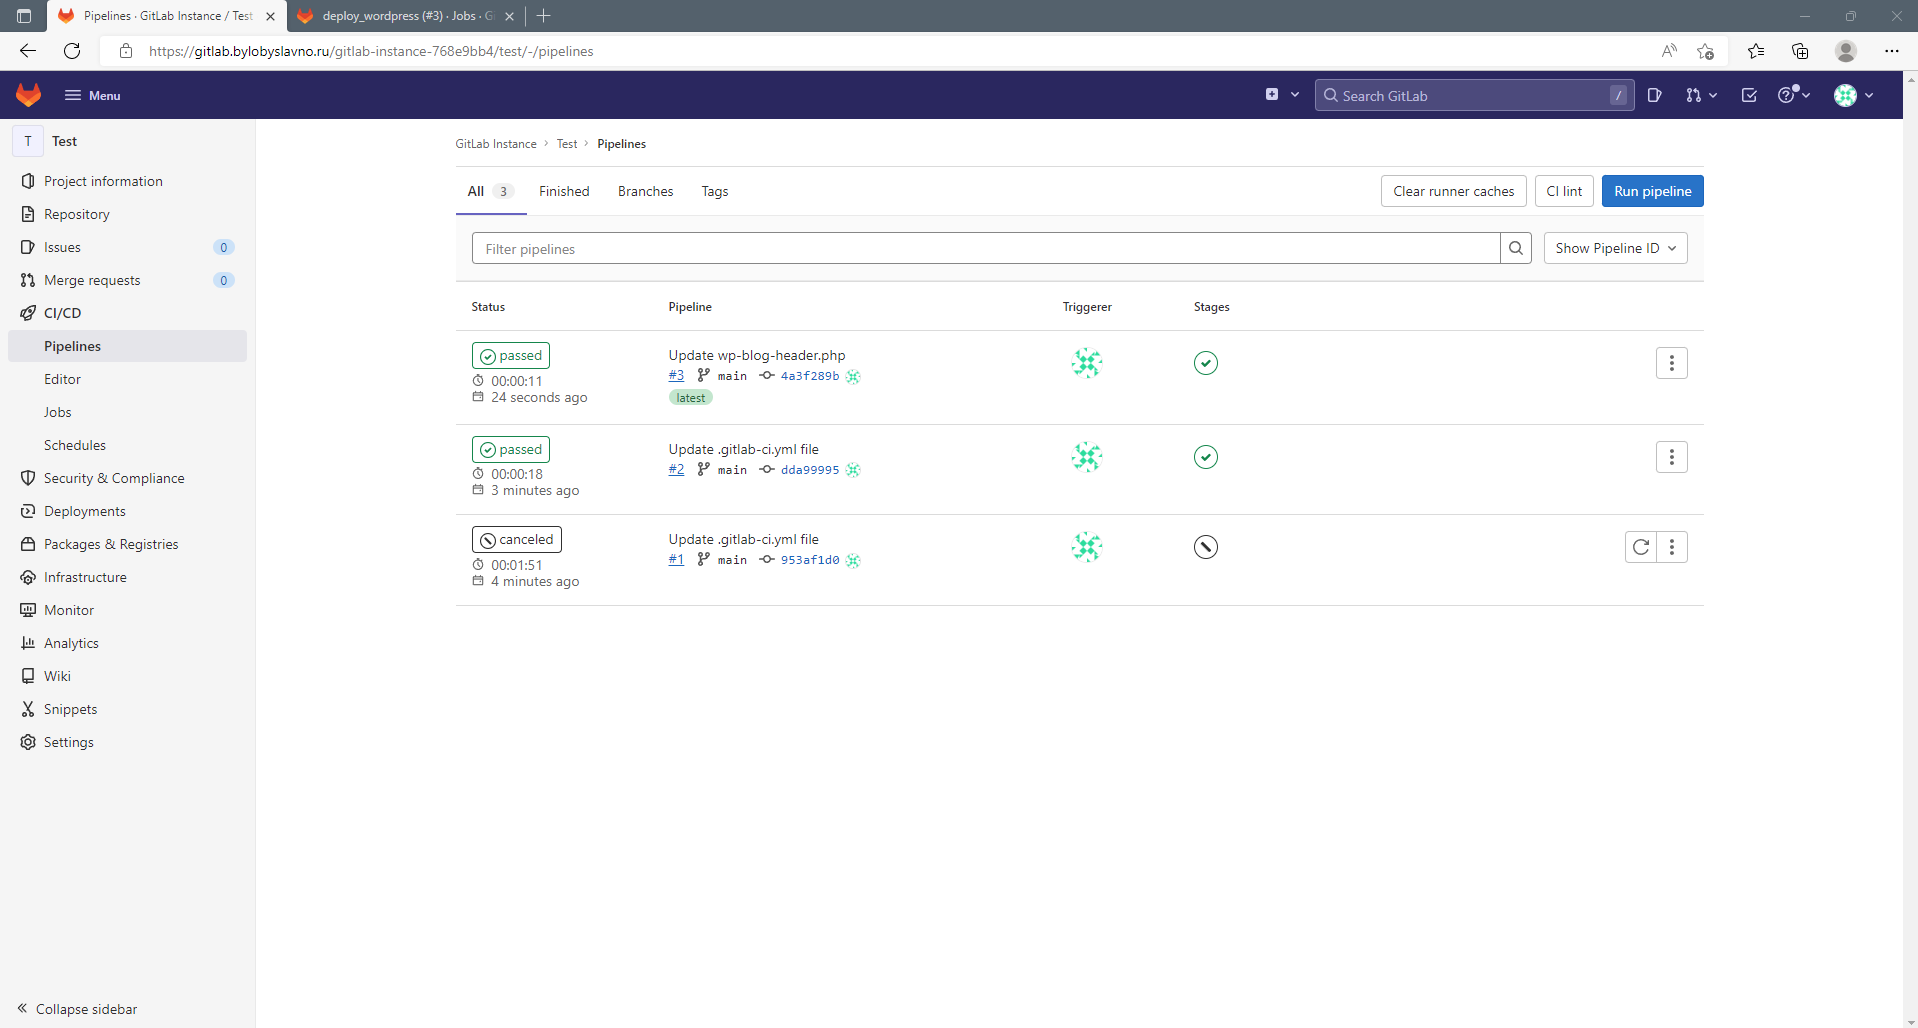 Pipelines · GitLab Instance / Test
deploy_wordpress (#3) · Jobs · G
https://gitlab.bylobyslavno.ru/gitlab-instance-768e9bb4/test/-/pipelines
Menu
Search GitLab
/
T Test
Project information
Repository
Issues 0
Merge requests 0
CI/CD
Pipelines
Editor
Jobs
Schedules
Security & Compliance
Deployments
Packages & Registries
Infrastructure
Monitor
Analytics
Wiki
Snippets
Settings
Collapse sidebar
GitLab Instance › Test › Pipelines
All 3 Finished Branches Tags
Clear runner caches CI lint Run pipeline
Filter pipelines
Show Pipeline ID
Status Pipeline Triggerer Stages
passed
00:00:11
24 seconds ago
Update wp-blog-header.php
#3 main 4a3f289b
latest
passed
00:00:18
3 minutes ago
Update .gitlab-ci.yml file
#2 main dda99995
canceled
00:01:51
4 minutes ago
Update .gitlab-ci.yml file
#1 main 953af1d0